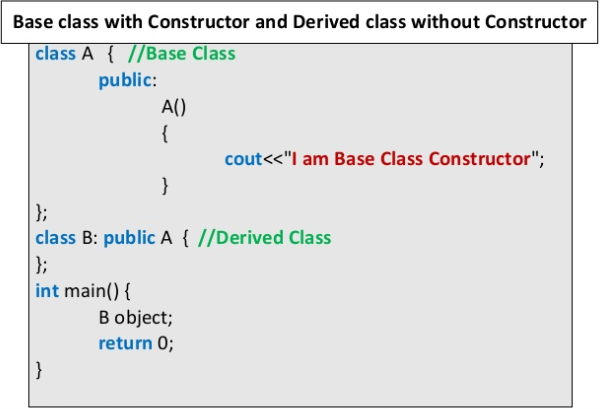 Base class with Constructor and Derived class without Constructor
class A { //Base Class
public:
A()
{
cout<<"I am Base Class Constructor";
}
};
class B: public A { //Derived Class
};
int main() {
B object;
return 0;
}